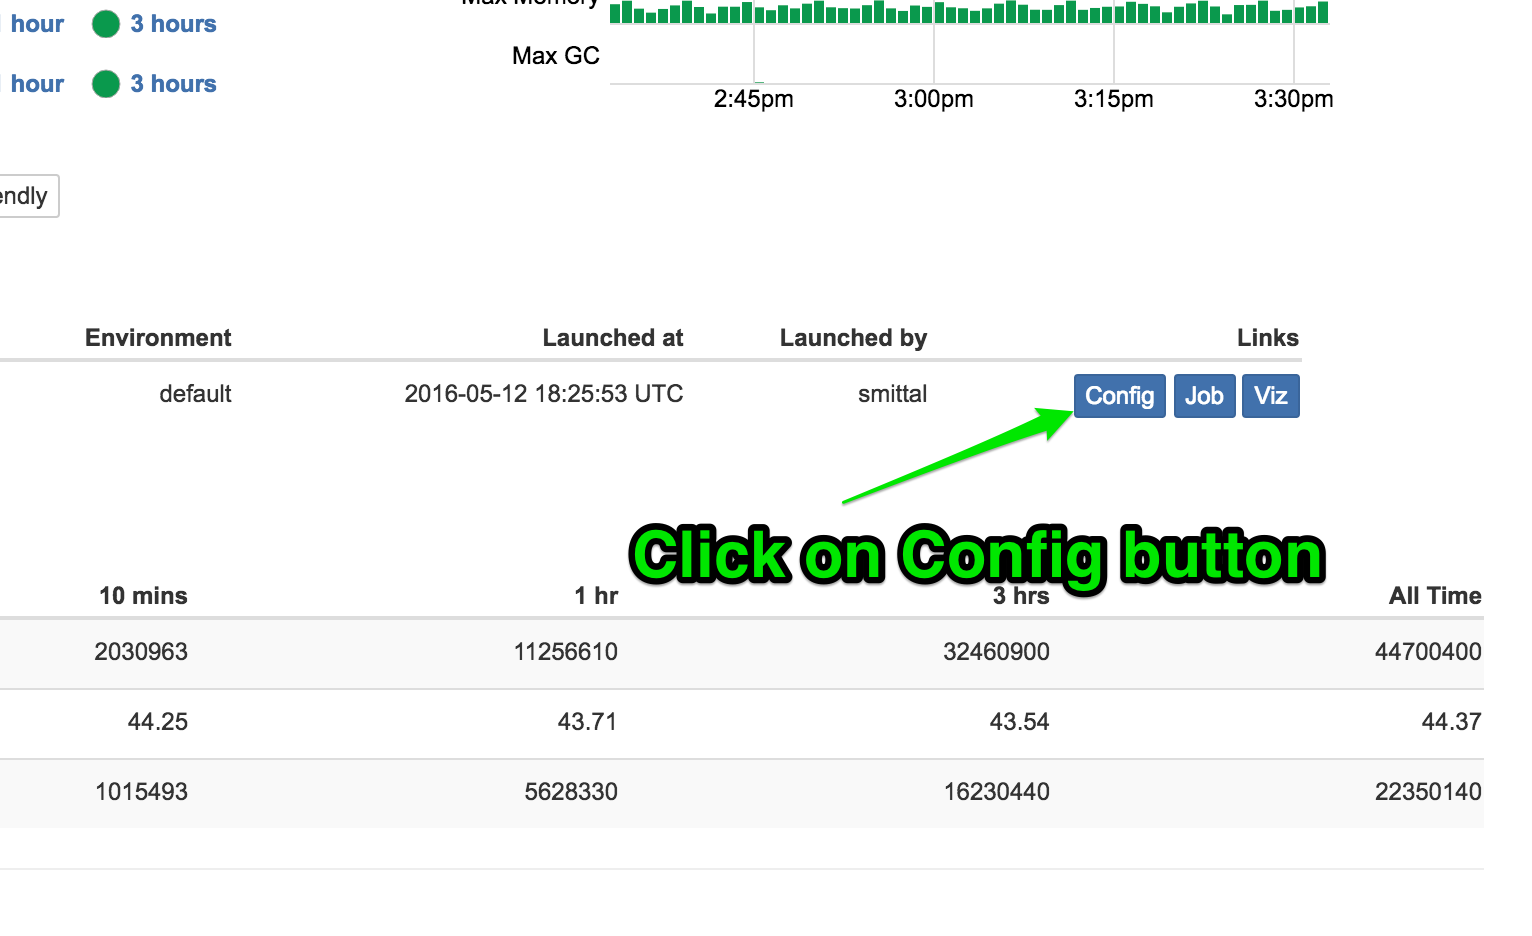 hour 3 hours
Max Memory
Max GC
hour 3 hours
2:45pm 3:00pm 3:15pm 3:30pm
endly
Environment Launched at Launched by Links
default 2016-05-12 18:25:53 UTC smittal Config Job Viz
Click on Config button
10 mins 1 hr 3 hrs All Time
2030963 11256610 32460900 44700400
44.25 43.71 43.54 44.37
1015493 5628330 16230440 22350140